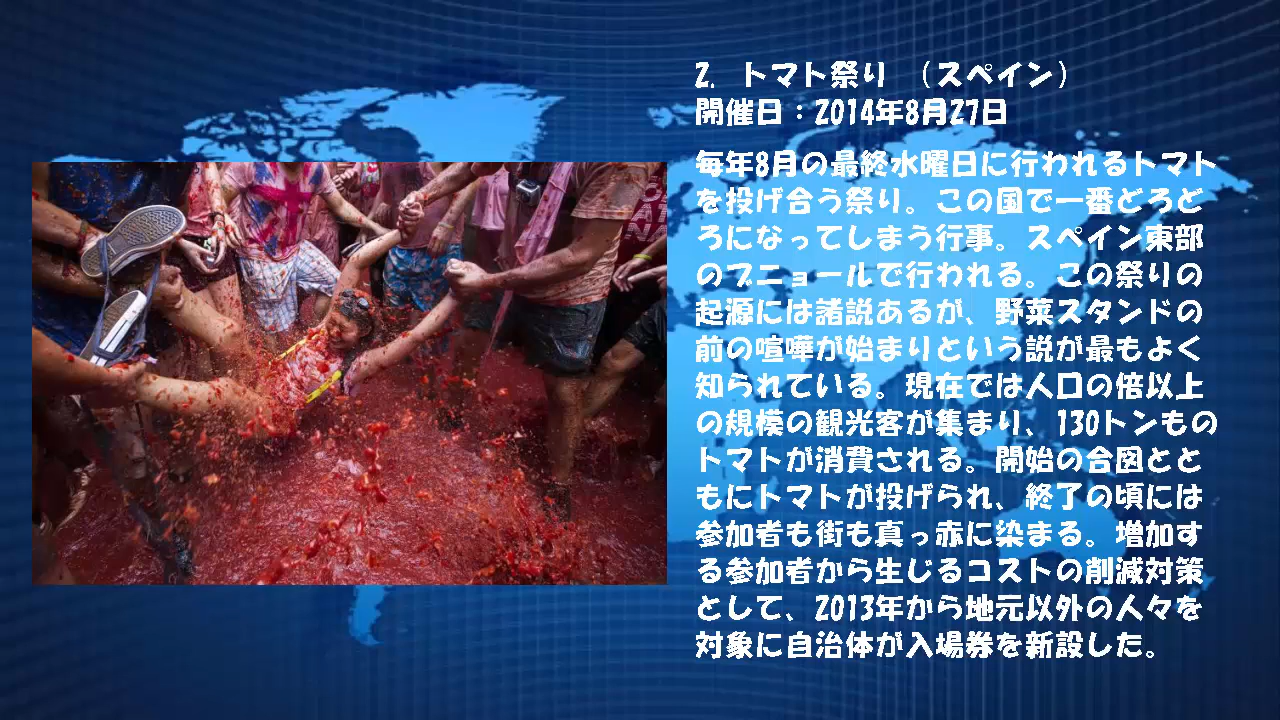 2. トマト祭り （スペイン）
開催日：2014年8月27日
毎年8月の最終水曜日に行われるトマト
を投げ合う祭り。この国で一番どろど
ろになってしまう行事。スペイン東部
のブニョールで行われる。この祭りの
起源には諸説あるが、野菜スタンドの
前の喧嘩が始まりという説が最もよく
知られている。現在では人口の倍以上
の規模の観光客が集まり、130トンもの
トマトが消費される。開始の合図とと
もにトマトが投げられ、終了の頃には
参加者も街も真っ赤に染まる。増加す
る参加者から生じるコストの削減対策
として、2013年から地元以外の人々を
対象に自治体が入場券を新設した。